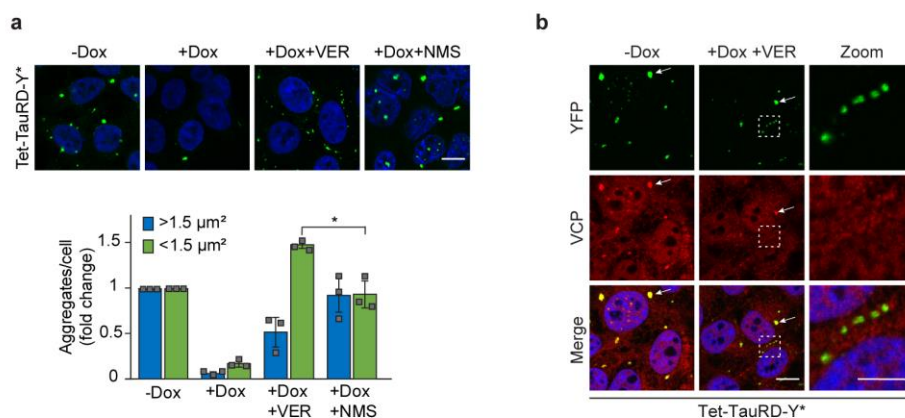 a
-Dox +Dox +Dox+VER +Dox+NMS
Tet-TauRD-Y*
Aggregates/cell
(fold change)
>1.5 µm²
<1.5 µm²
*
1.5
1
0.5
0
-Dox +Dox +Dox +Dox
+VER +NMS
b
-Dox +Dox +VER Zoom
YFP
VCP
Merge
Tet-TauRD-Y*